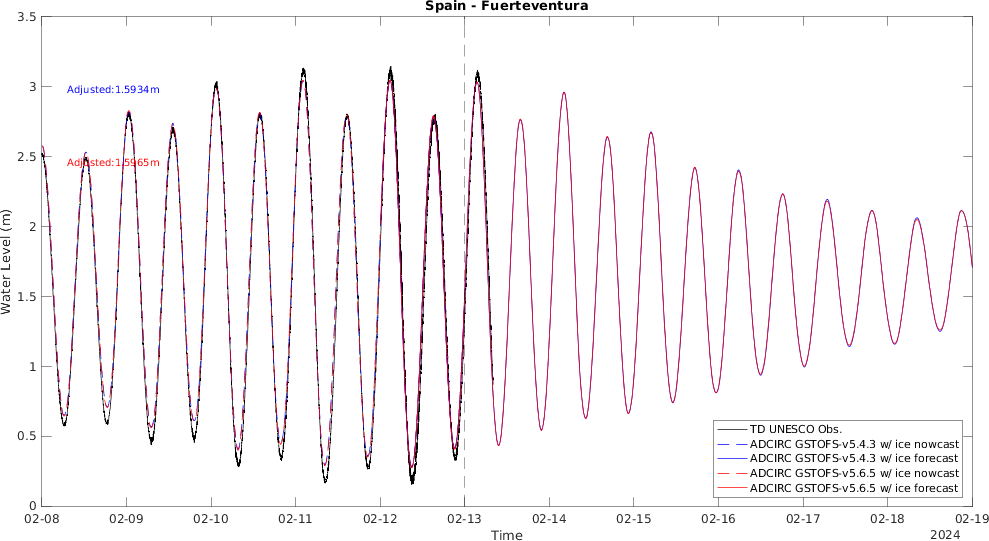 Spain - Fuerteventura
3.5
3
2.5
2
1.5
1
0.5
0
Water Level (m)
Adjusted:1.5934m
Adjusted:1.5965m
TD UNESCO Obs.
ADCIRC GSTOFS-v5.4.3 w/ ice nowcast
ADCIRC GSTOFS-v5.4.3 w/ ice forecast
ADCIRC GSTOFS-v5.6.5 w/ ice nowcast
ADCIRC GSTOFS-v5.6.5 w/ ice forecast
02-08 02-09 02-10 02-11 02-12 02-13 02-14 02-15 02-16 02-17 02-18 02-19
Time
2024